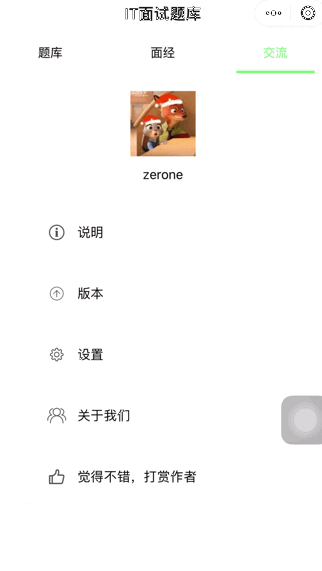 IT面试题库
题库 面经 交流
zerone
说明
版本
设置
关于我们
觉得不错，打赏作者